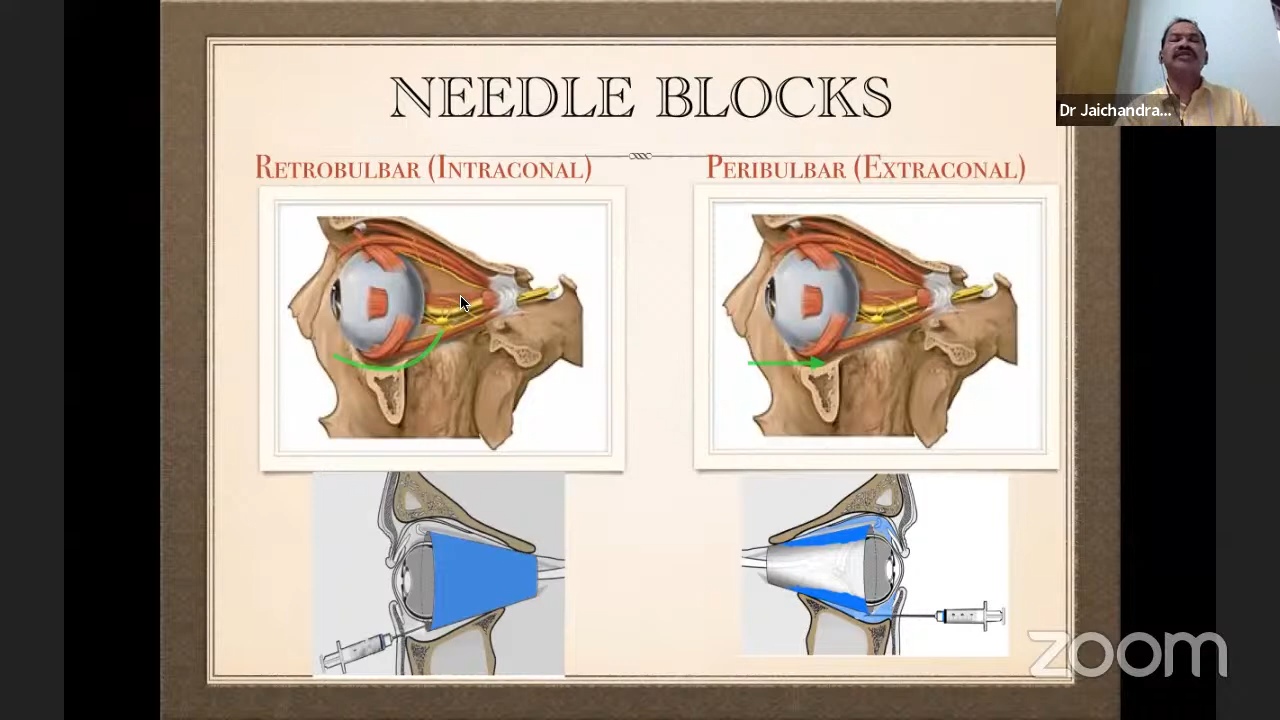 NEEDLE BLOCKS
Dr Jaichandra...
RETROBULBAR (INTRACONAL)
PERIBULBAR (EXTRACONAL)
zoom